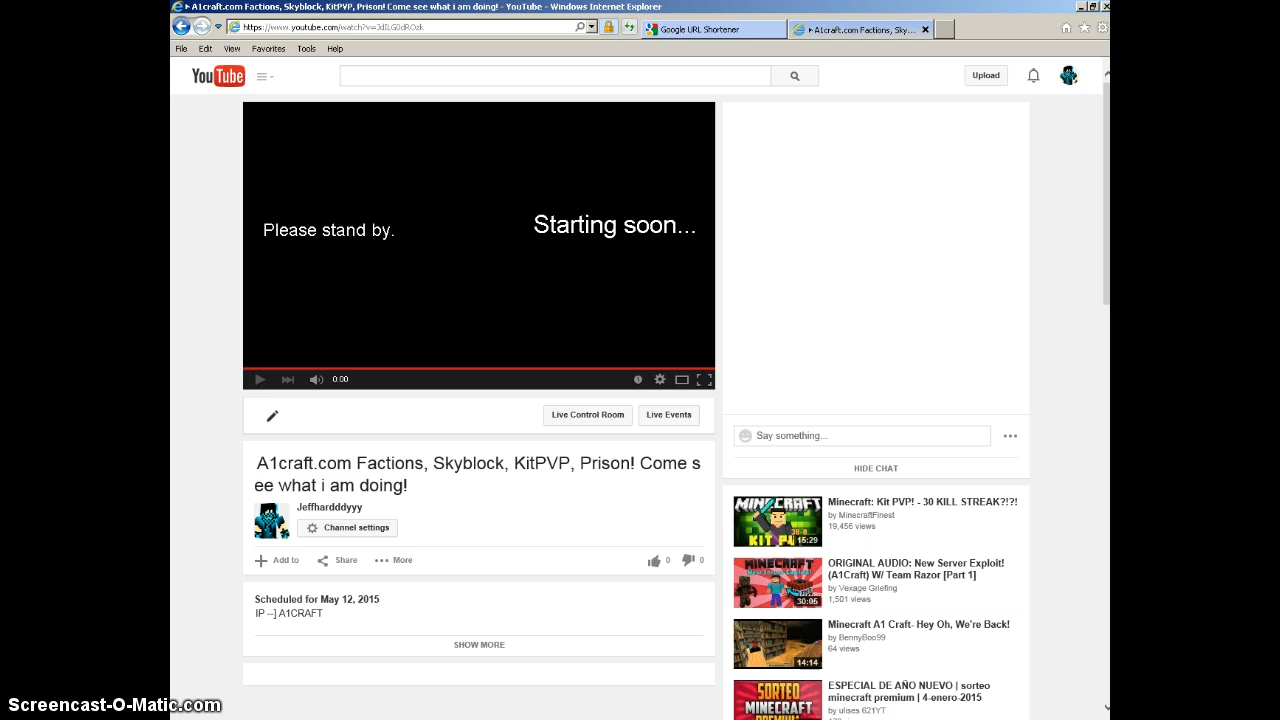 A1craft.com Factions, Skyblock, KitPVP, Prison! Come see what i am doing! - YouTube - Windows Internet Explorer
Google URL Shortener
A1craft.com Factions, Sky...
File Edit View Favorites Tools Help
YouTube
Upload
Please stand by.
Starting soon...
0:00
Live Control Room
Live Events
Say something...
HIDE CHAT
A1craft.com Factions, Skyblock, KitPVP, Prison! Come s
ee what i am doing!
Jeffhardddyyy
Channel settings
Add to
Share
More
0
0
Scheduled for May 12, 2015
IP --] A1CRAFT
SHOW MORE
MINECRAFT
15:29
Minecraft: Kit PVP! - 30 KILL STREAK?!?!
by MinecraftFinest
19,456 views
MINECRAFT
30:05
ORIGINAL AUDIO: New Server Exploit!
(A1Craft) W/ Team Razor [Part 1]
by Vexage Griefing
1,501 views
14:14
Minecraft A1 Craft- Hey Oh, We're Back!
by BennyBoo99
64 views
SORTEO
MINECRAFT
PREMIUM
ESPECIAL DE AÑO NUEVO | sorteo
minecraft premium | 4-enero-2015
by ulises 621YT
Screencast-O-Matic.com